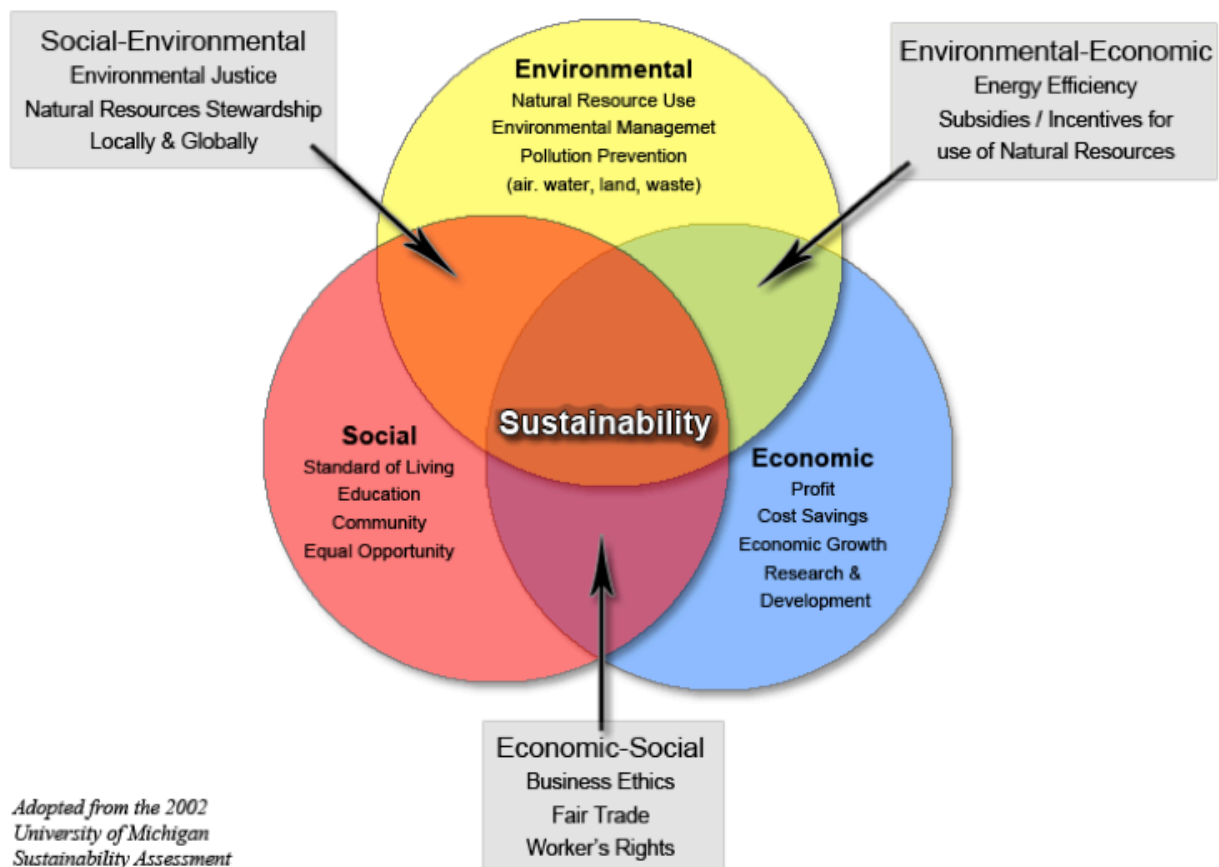 Social-Environmental
Environmental Justice
Natural Resources Stewardship
Locally & Globally
Environmental
Natural Resource Use
Environmental Managemet
Pollution Prevention
(air. water, land, waste)
Environmental-Economic
Energy Efficiency
Subsidies / Incentives for
use of Natural Resources
Sustainability
Social
Standard of Living
Education
Community
Equal Opportunity
Economic
Profit
Cost Savings
Economic Growth
Research &
Development
Economic-Social
Business Ethics
Fair Trade
Worker's Rights
Adopted from the 2002
University of Michigan
Sustainability Assessment